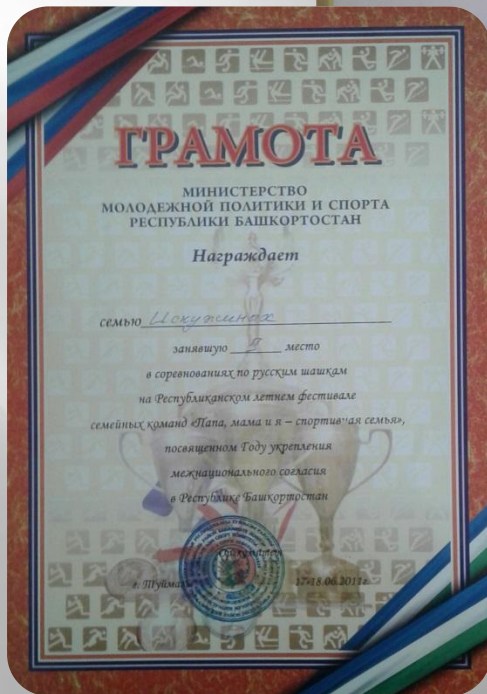 ГРАМОТА
МИНИСТЕРСТВО
МОЛОДЕЖНОЙ ПОЛИТИКИ И СПОРТА
РЕСПУБЛИКИ БАШКОРТОСТАН
Награждает
семью Искужиных
занявшую II место
в соревнованиях по русским шашкам
на Республиканском летнем фестивале
семейных команд «Папа, мама и я – спортивная семья»,
посвященном Году укрепления
межнационального согласия
в Республике Башкортостан
г. 17-18.06.2011г.